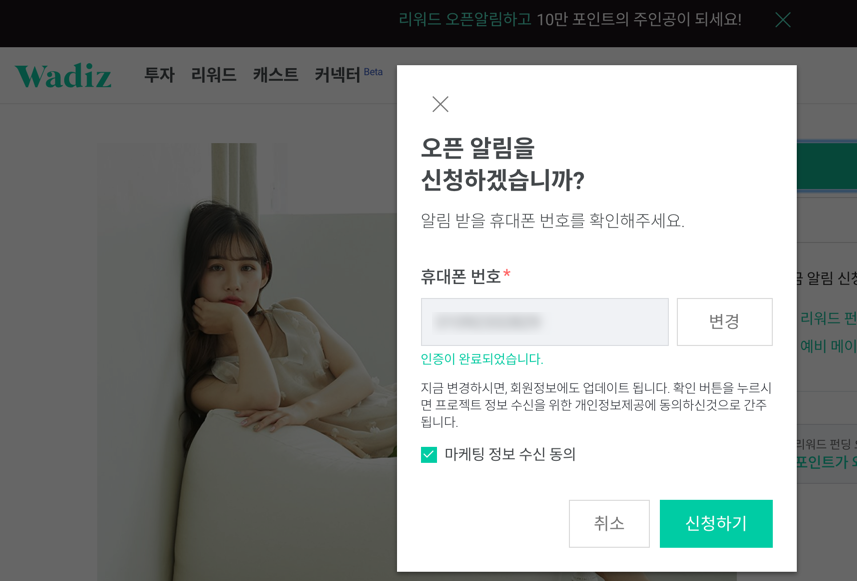 리워드 오픈알림하고 10만 포인트의 주인공이 되세요!
Wadiz 투자 리워드 캐스트 커넥터 Beta
오픈 알림을
신청하겠습니까?
알림 받을 휴대폰 번호를 확인해주세요.
휴대폰 번호*
변경
인증이 완료되었습니다.
지금 변경하시면, 회원정보에도 업데이트 됩니다. 확인 버튼을 누르시
면 프로젝트 정보 수신을 위한 개인정보제공에 동의하신것으로 간주
됩니다.
마케팅 정보 수신 동의
취소 신청하기
알림 신청
리워드 펀
예비 메이
리워드 펀딩
포인트가